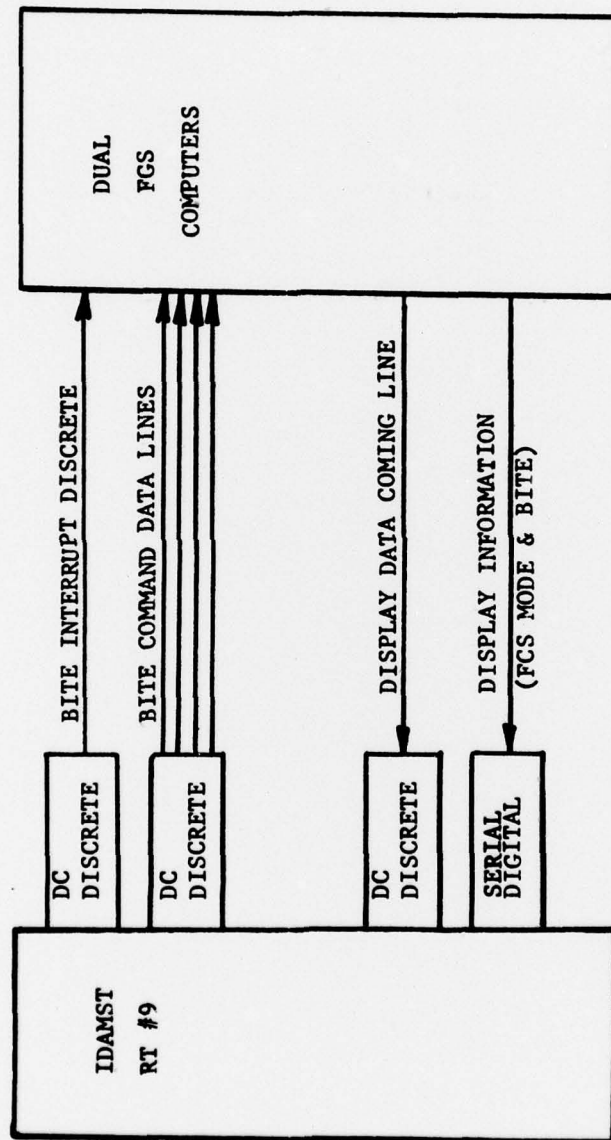 IDAMST
RT #9
DC
DISCRETE
BITE INTERRUPT DISCRETE
DC
DISCRETE
BITE COMMAND DATA LINES
DC
DISCRETE
DISPLAY DATA COMING LINE
SERIAL
DIGITAL
DISPLAY INFORMATION
(FCS MODE & BITE)
DUAL
FGS
COMPUTERS